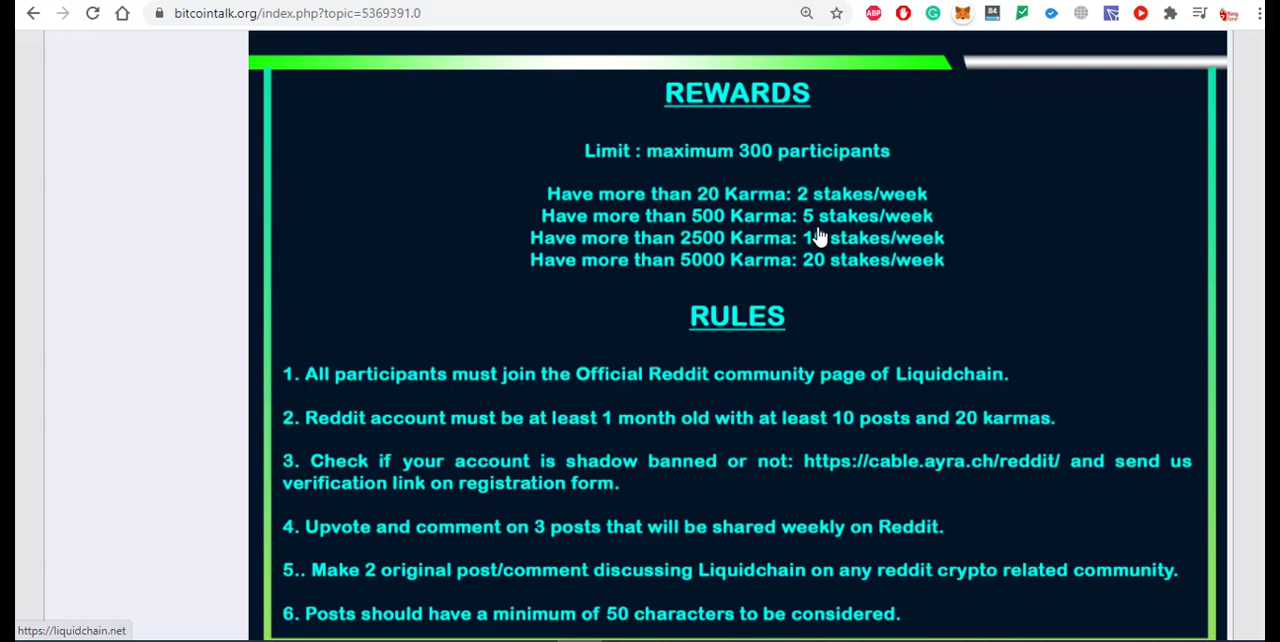 bitcointalk.org/index.php?topic=5369391.0
ABP
84
REWARDS
Limit : maximum 300 participants
Have more than 20 Karma: 2 stakes/week
Have more than 500 Karma: 5 stakes/week
Have more than 2500 Karma: stakes/week
Have more than 5000 Karma: 20 stakes/week
RULES
1. All participants must join the Official Reddit community page of Liquidchain.
2. Reddit account must be at least 1 month old with at least 10 posts and 20 karmas.
3. Check if your account is shadow banned or not: https://cable.ayra.ch/reddit/ and send us
verification link on registration form.
4. Upvote and comment on 3 posts that will be shared weekly on Reddit.
5.. Make 2 original post/comment discussing Liquidchain on any reddit crypto related community.
6. Posts should have a minimum of 50 characters to be considered.
https://liquidchain.net